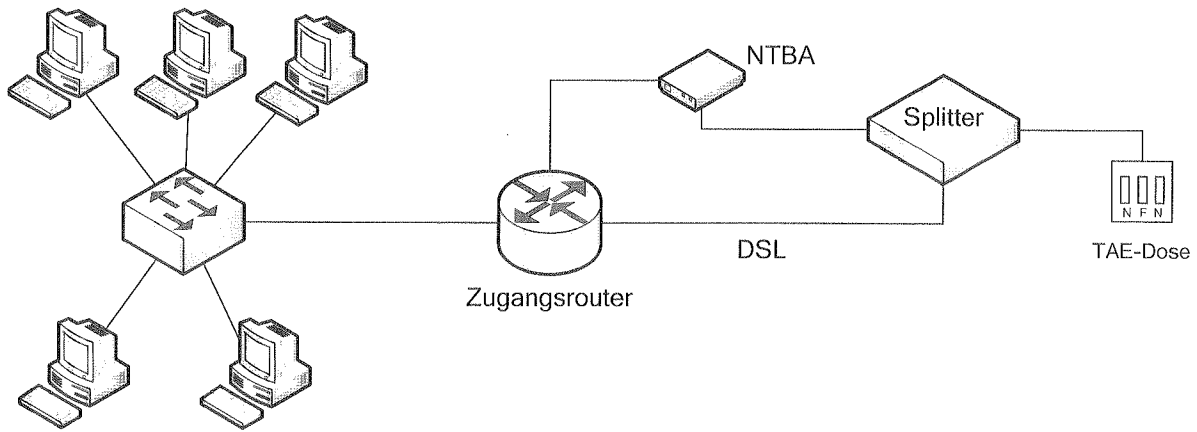 NTBA
Splitter
N F N
DSL
TAE-Dose
Zugangsrouter